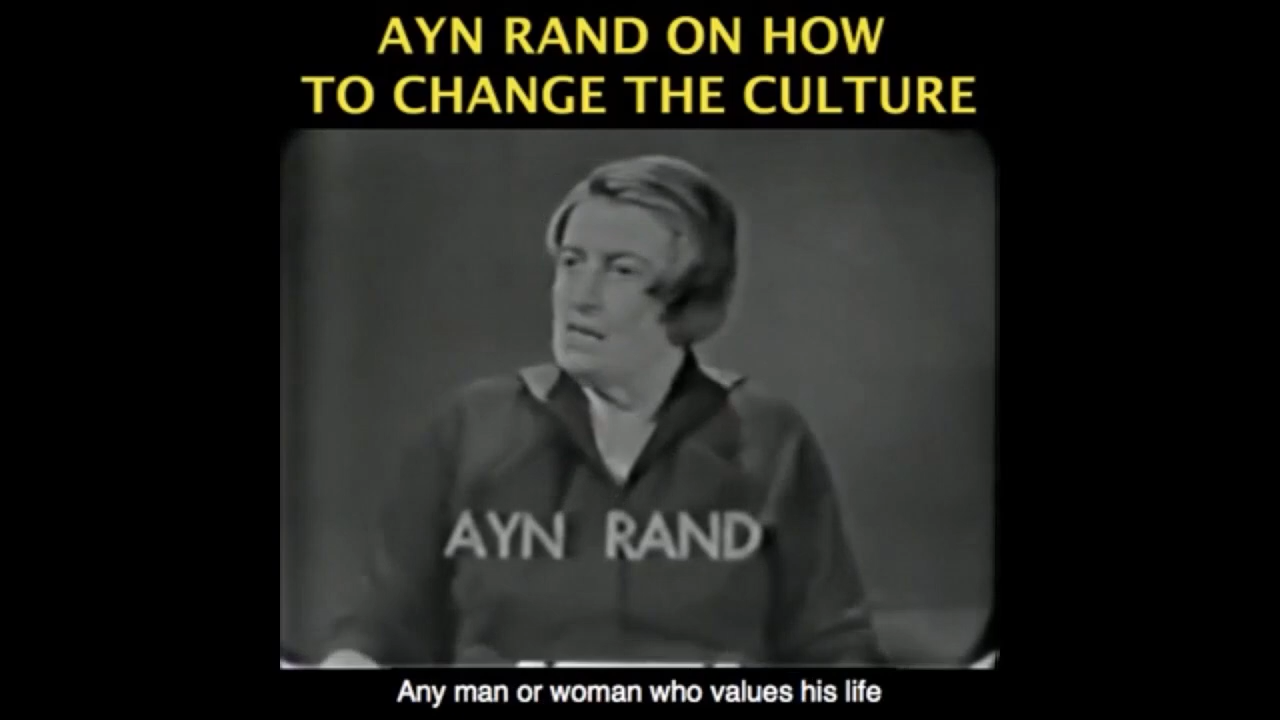 AYN RAND ON HOW
TO CHANGE THE CULTURE
AYN RAND
Any man or woman who values his life